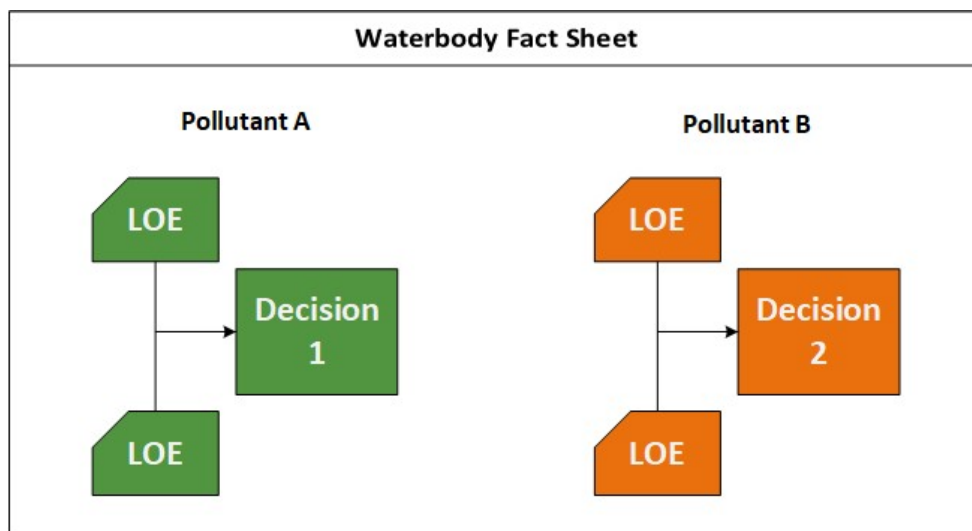 Waterbody Fact Sheet
Pollutant A
LOE
Decision
1
LOE
Pollutant B
LOE
Decision
2
LOE